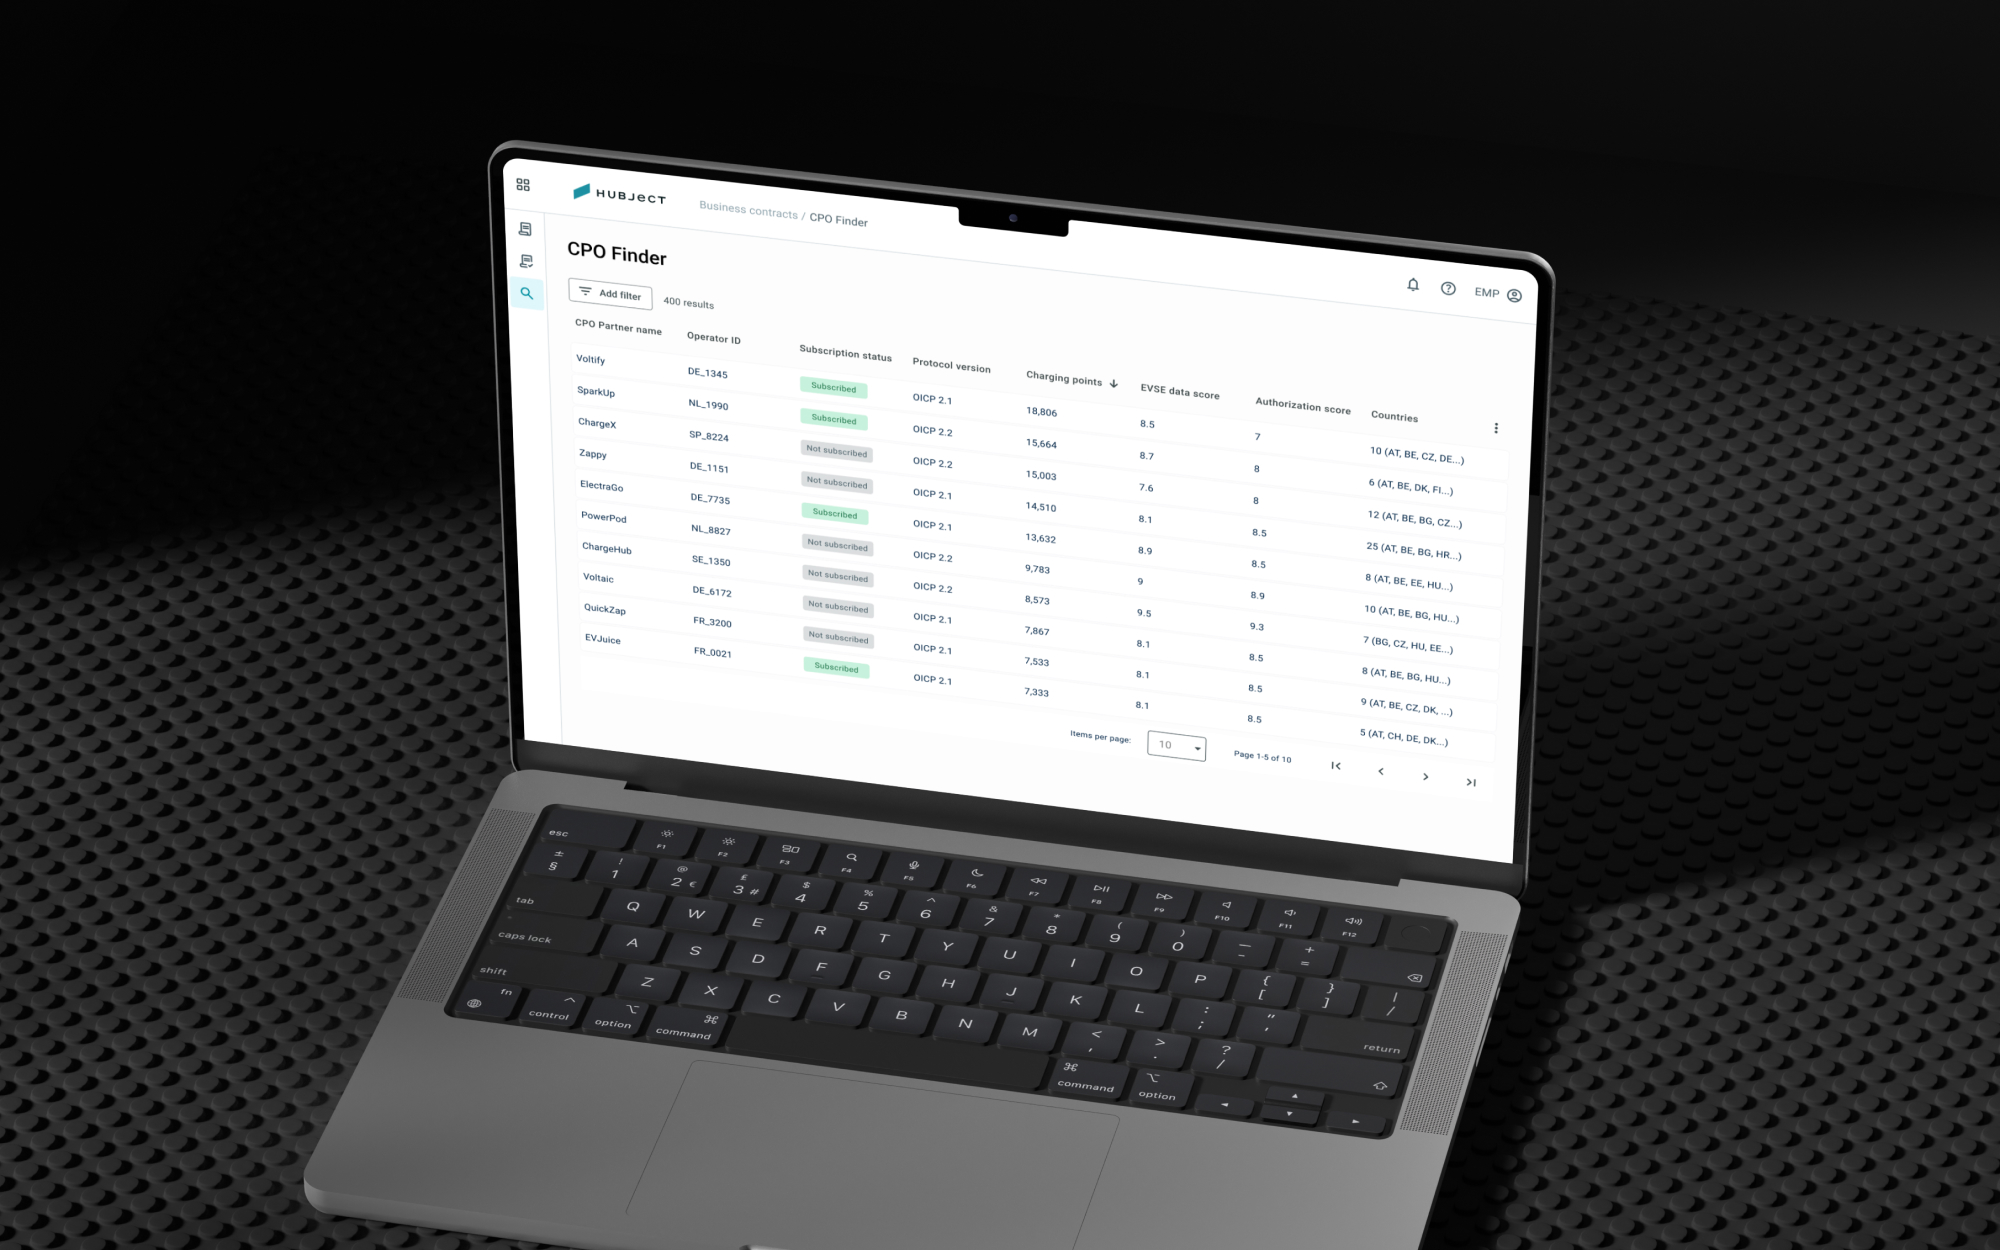 HUBJECT
Business contracts / CPO Finder
EMP
CPO Finder
Add filter
400 results
CPO Partner name Operator ID Subscription status Protocol version Charging points EVSE data score Authorization score Countries
Voltify DE_1345 Subscribed OICP 2.1 18,806 8.5 7 10 (AT, BE, CZ, DE...)
SparkUp NL_1990 Subscribed OICP 2.2 15,664 8.7 8 6 (AT, BE, DK, FI...)
ChargeX SP_8224 Not subscribed OICP 2.2 15,003 7.6 8 12 (AT, BE, BG, CZ...)
Zappy DE_1151 Not subscribed OICP 2.1 14,510 8.1 8.5 25 (AT, BE, BG, HR...)
ElectraGo DE_7735 Subscribed OICP 2.1 13,632 8.9 8.5 8 (AT, BE, EE, HU...)
PowerPod NL_8827 Not subscribed OICP 2.2 9,783 9 8.9 10 (AT, BE, BG, HU...)
ChargeHub SE_1350 Not subscribed OICP 2.2 8,573 9.5 9.3 7 (BG, CZ, HU, EE...)
Voltaic DE_6172 Not subscribed OICP 2.1 7,867 8.1 8.5 8 (AT, BE, BG, HU...)
QuickZap FR_3200 Not subscribed OICP 2.1 7,533 8.1 8.5 9 (AT, BE, CZ, DK, ...)
EVJuice FR_0021 Subscribed OICP 2.1 7,333 8.1 8.5 5 (AT, CH, DE, DK...)
Items per page: 10 Page 1-5 of 10
esc F1 F2 F3 F4 F5 F6 F7 F8 F9 F10 F11 F12
± § ! 1 @ 2 € £ 3 # $ 4 % 5 ^ 6 & 7 * 8 ( 9 ) 0 — - + =
tab Q W E R T Y U I O P { [ } ] | /
caps lock A S D F G H J K L : ; " ' return
shift Z X C V B N M < , > . ? /
fn control option ⌘ command ⌘ command option